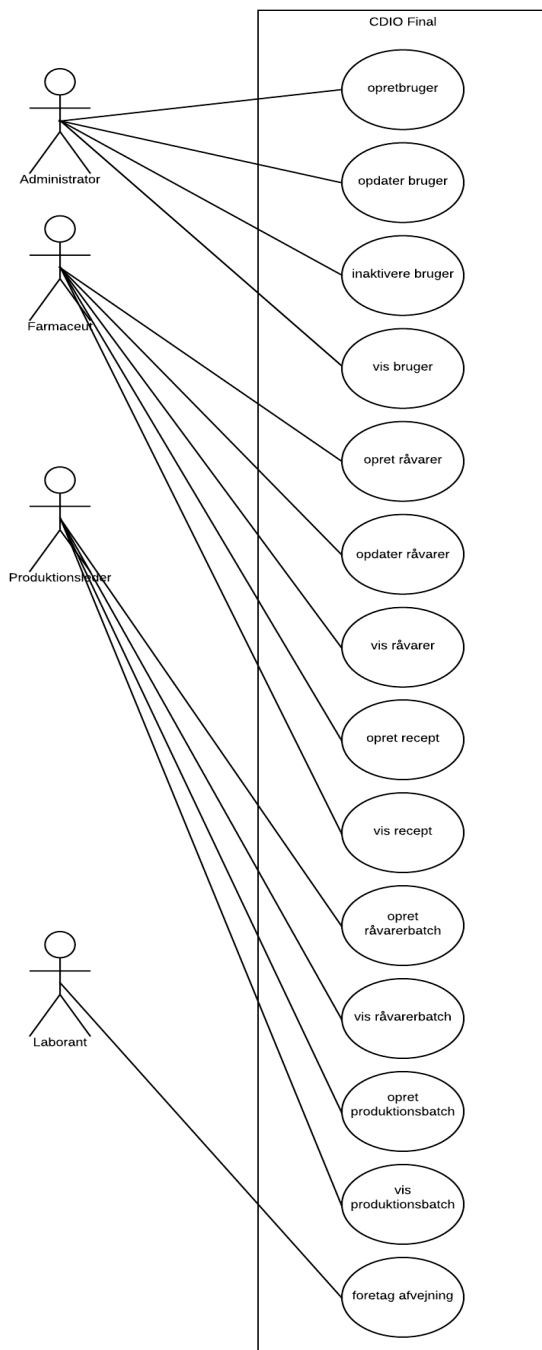 CDIO Final
opretbruger
Administrator
opdater bruger
inaktivere bruger
Farmaceut
vis bruger
opret råvarer
opdater råvarer
Produktionsleder
vis råvarer
opret recept
vis recept
opret
råvarerbatch
vis råvarerbatch
Laborant
opret
produktionsbatch
vis
produktionsbatch
foretag afvejning